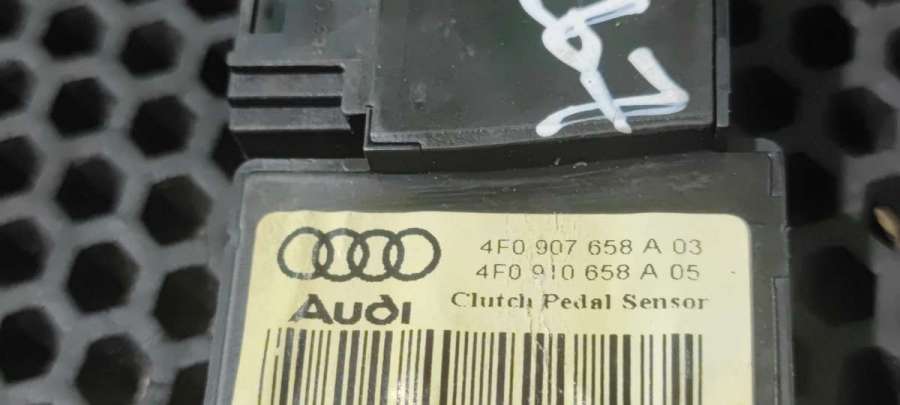 4F0 907 658 A 03
4F0 910 658 A 05
Clutch Pedal Sensor
Audi